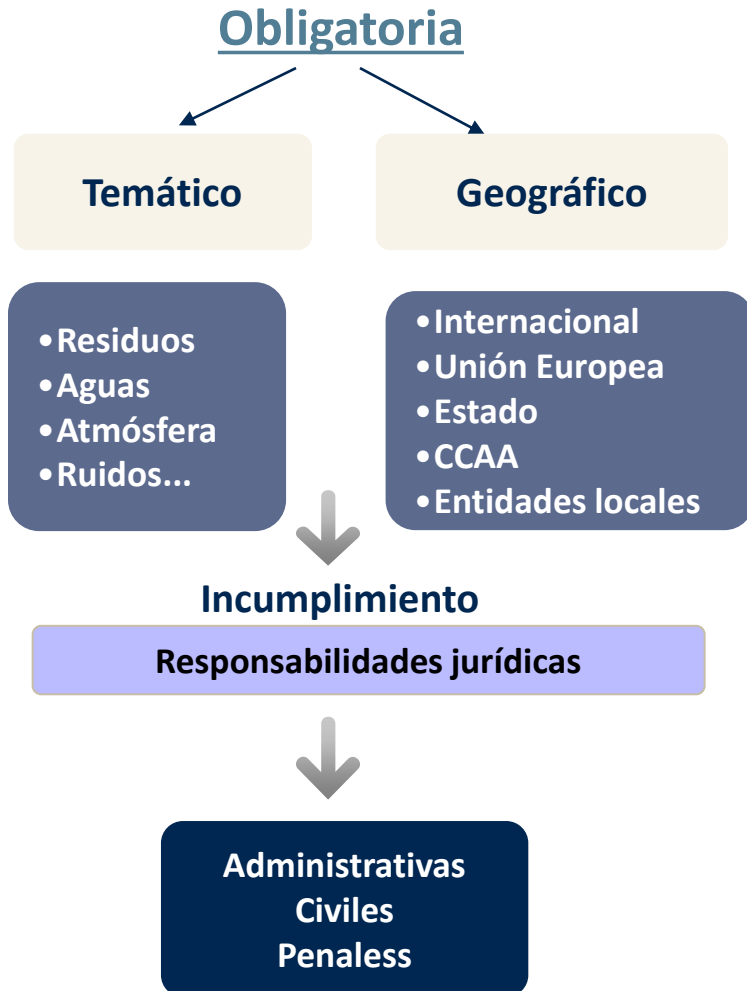 Obligatoria
Temático
Geográfico
•Residuos
•Aguas
•Atmósfera
•Ruidos...
•Internacional
•Unión Europea
•Estado
•CCAA
•Entidades locales
Incumplimiento
Responsabilidades jurídicas
Administrativas
Civiles
Penaless